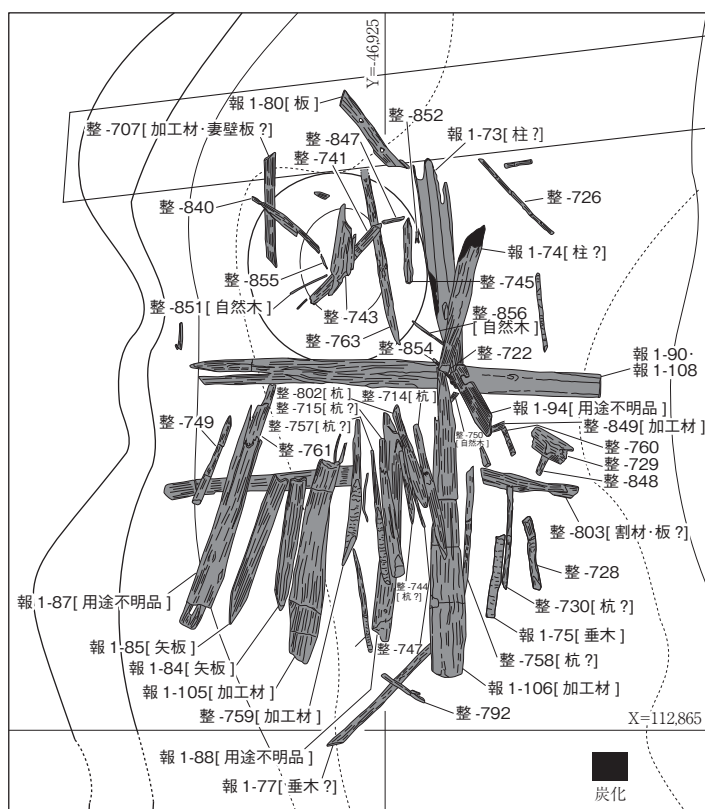 Y=-46,925
報 1-80[ 板 ]
整 -852
整 -707[ 加工材・妻壁板 ? ]
整 -847
報 1-73[ 柱 ? ]
整 -741
整 -726
整 -840
報 1-74[ 柱 ? ]
整 -855
整 -745
整 -851[ 自然木 ]
整 -743
整 -856
[ 自然木 ]
整 -763
整 -854
整 -722
報 1-90・
報 1-108
整 -802[ 杭 ]
整 -714[ 杭 ]
整 -715[ 杭 ? ]
報 1-94[ 用途不明品 ]
整 -757[ 杭 ? ]
整 -849[ 加工材 ]
整 -749
整 -761
整 -750
[ 自然木 ]
整 -760
整 -729
整 -848
整 -803[ 割材・板 ? ]
整 -728
整 -744
[ 杭 ? ]
報 1-87[ 用途不明品 ]
整 -730[ 杭 ? ]
報 1-75[ 垂木 ]
報 1-85[ 矢板 ]
整 -747
整 -758[ 杭 ? ]
報 1-84[ 矢板 ]
報 1-105[ 加工材 ]
報 1-106[ 加工材 ]
整 -759[ 加工材 ]
整 -792
X=112,865
報 1-88[ 用途不明品 ]
報 1-77[ 垂木 ? ]
炭化